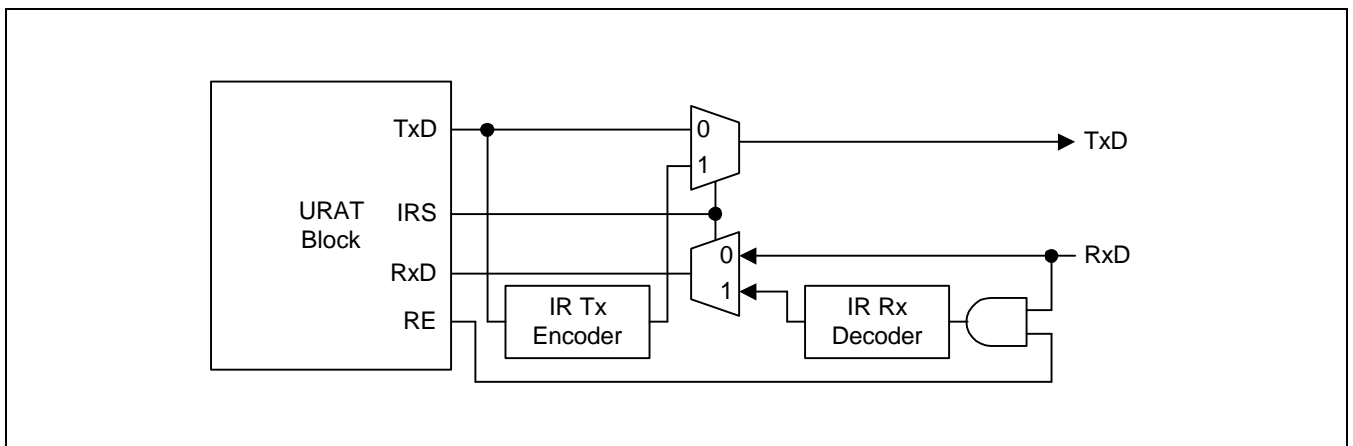 TxD
0
TxD
1
URAT
Block
IRS
0
RxD
RxD
1
IR Tx
Encoder
IR Rx
Decoder
RE